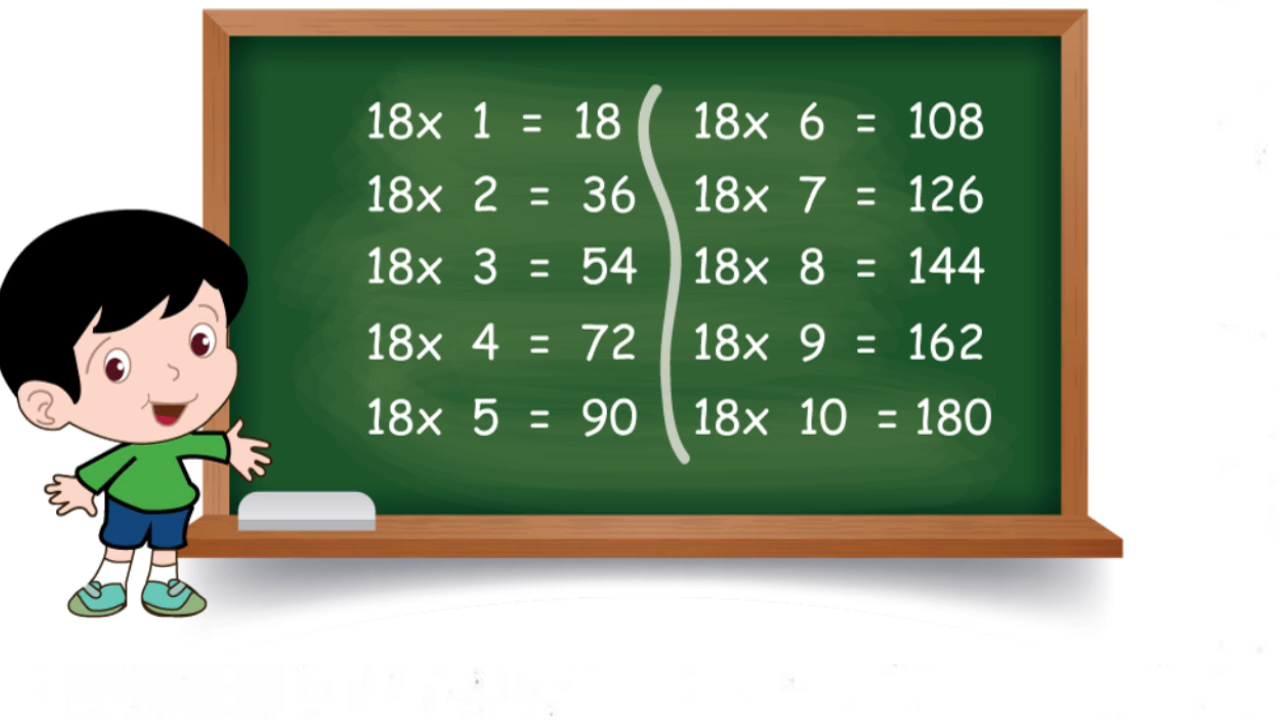 18x 1 = 18
18x 2 = 36
18x 3 = 54
18x 4 = 72
18x 5 = 90
18x 6 = 108
18x 7 = 126
18x 8 = 144
18x 9 = 162
18x 10 = 180